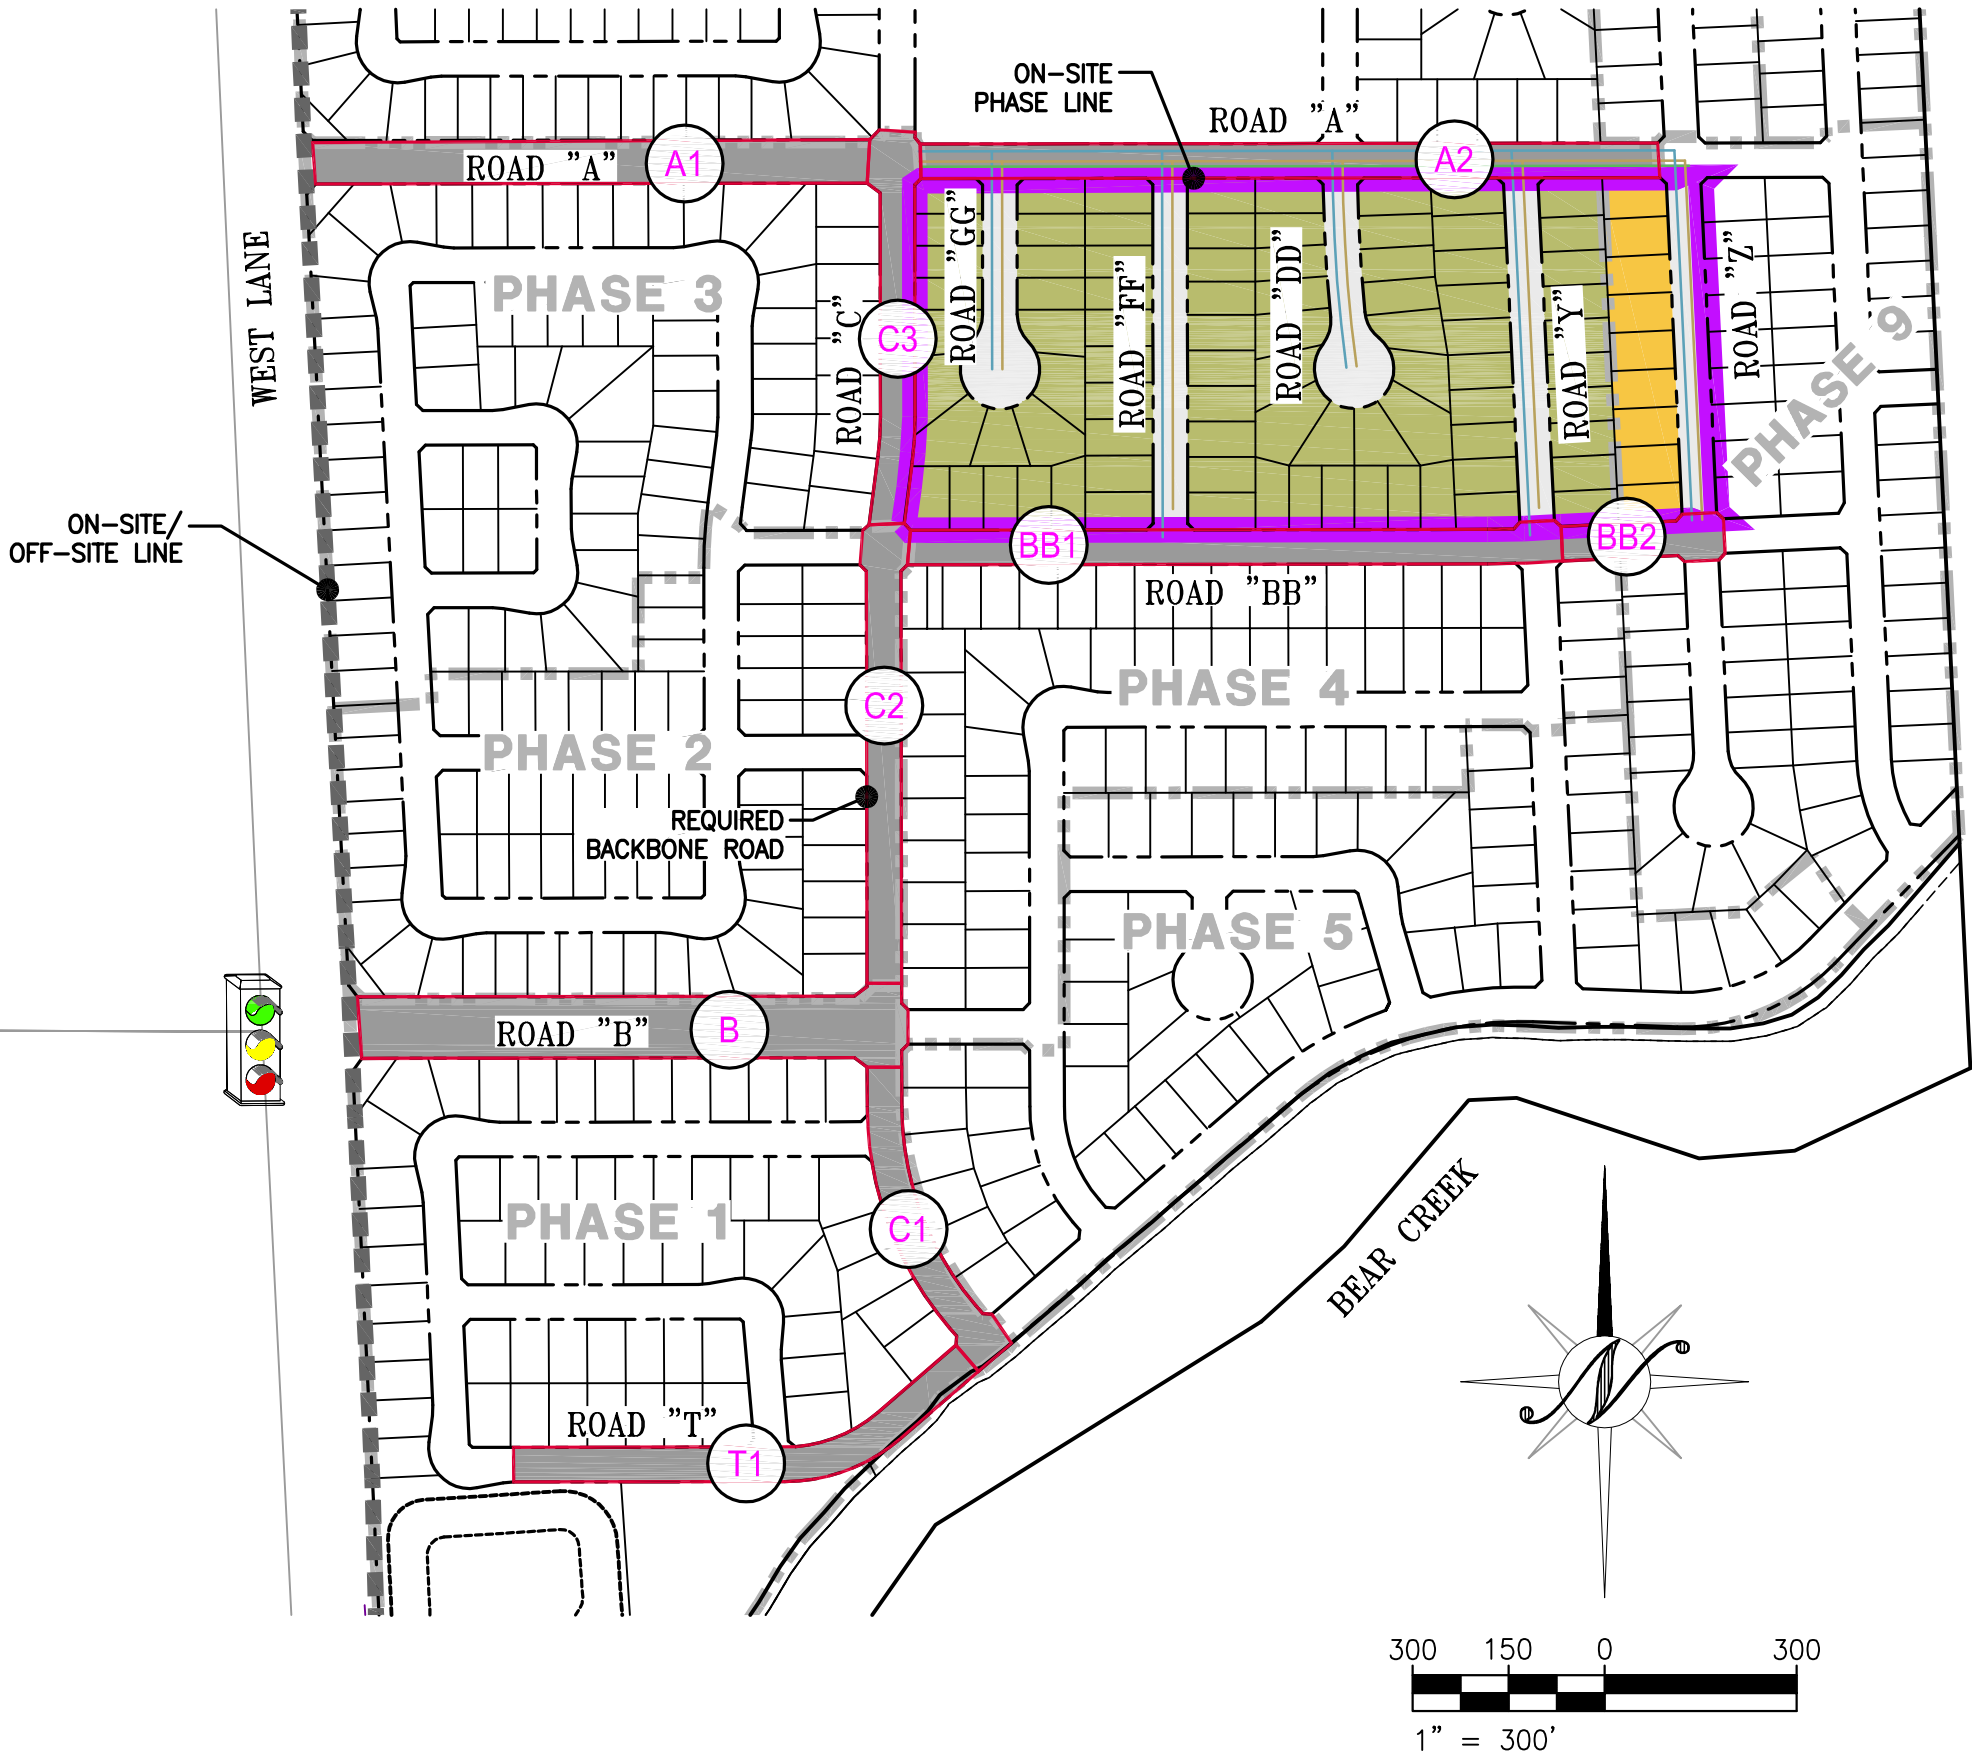 ON-SITE
PHASE LINE
ROAD "A"
A1
A2
ROAD "A"
WEST LANE
PHASE 3
ROAD "C"
C3
ROAD "GG"
ROAD "FF"
ROAD "DD"
ROAD "Y"
ROAD "Z"
PHASE 9
ON-SITE/
OFF-SITE LINE
BB1
BB2
ROAD "BB"
PHASE 4
C2
PHASE 2
REQUIRED
BACKBONE ROAD
PHASE 5
ROAD "B"
B
PHASE 1
C1
BEAR CREEK
ROAD "T"
T1
300 150 0 300
1" = 300'